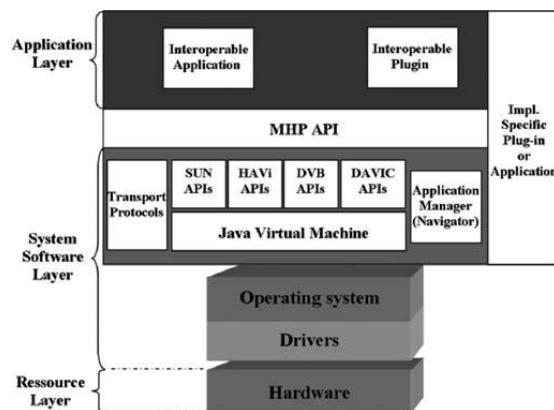 Application
Layer
Interoperable
Application
Interoperable
Plugin
Impl.
Specific
Plug-in
or
Application
MHP API
System
Software
Layer
Transport
Protocols
SUN
APIs
HAVi
APIs
DVB
APIs
DAVIC
APIs
Application
Manager
(Navigator)
Java Virtual Machine
Operating system
Drivers
Ressource
Layer
Hardware